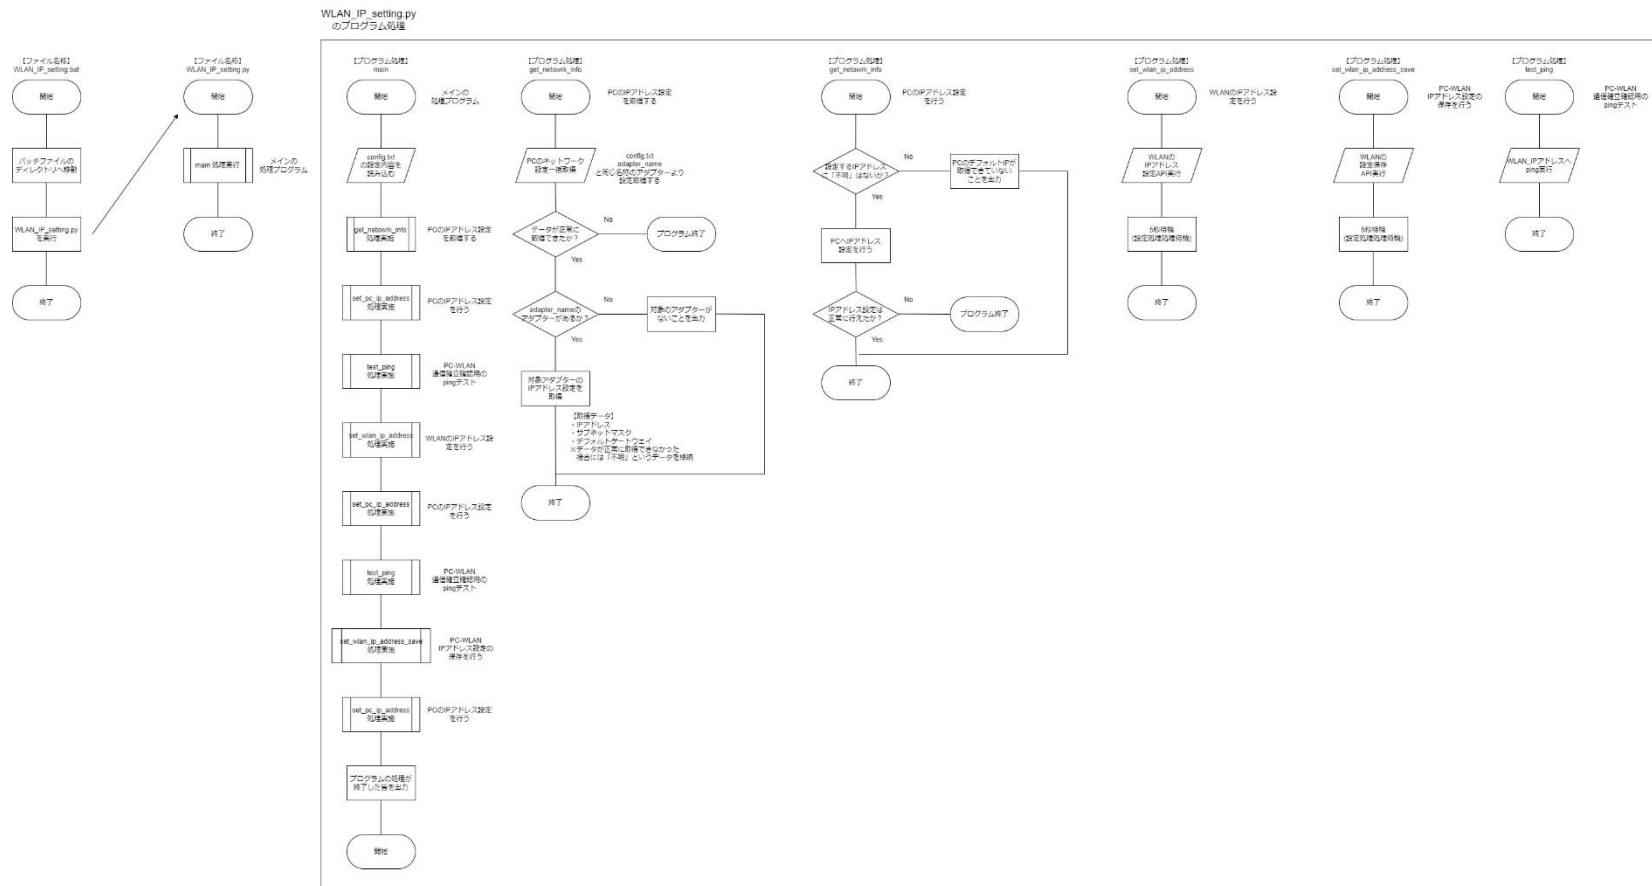 WLAN_IP_setting.py
のプログラム処理
【ファイル名称】
WLAN_IP_setting.bat
開始
バッチファイルの
ディレクトリへ移動
WLAN_IP_setting.py
を実行
終了
【ファイル名称】
WLAN_IP_setting.py
開始
main 処理実行
メインの
処理プログラム
終了
【プログラム処理】
main
開始
メインの
処理プログラム
config.txt
の設定内容を
読み込む
get_netowrk_info
処理実施
PCのIPアドレス設定
を取得する
set_pc_ip_address
処理実施
PCのIPアドレス設定
を行う
test_ping
処理実施
PC-WLAN
通信確立確認用の
pingテスト
set_wlan_ip_address
処理実施
WLANのIPアドレス設
定を行う
set_pc_ip_address
処理実施
PCのIPアドレス設定
を行う
test_ping
処理実施
PC-WLAN
通信確立確認用の
pingテスト
set_wlan_ip_address_save
処理実施
PC-WLAN
IPアドレス設定の
保存を行う
set_pc_ip_address
処理実施
PCのIPアドレス設定
を行う
プログラムの処理が
終了した旨を出力
開始
【プログラム処理】
get_netowrk_info
開始
PCのIPアドレス設定
を取得する
PCのネットワーク
設定一括取得
config.txt
adapter_name
と同じ名称のアダプターより
設定取得する
データが正常に
取得できたか？
No
プログラム終了
Yes
adapter_nameの
アダプターがあるか？
No
対象のアダプターが
ないことを出力
Yes
対象アダプターの
IPアドレス設定を
取得
【取得データ】
・IPアドレス
・サブネットマスク
・デフォルトゲートウェイ
※データが正常に取得できなかった
場合には「不明」というデータを格納
終了
【プログラム処理】
get_netowrk_info
開始
PCのIPアドレス設定
を行う
設定するIPアドレス
に「不明」はないか？
No
PCのデフォルトIPが
取得できていない
ことを出力
Yes
PCへIPアドレス
設定を行う
IPアドレス設定は
正常に行えたか？
No
プログラム終了
Yes
終了
【プログラム処理】
set_wlan_ip_address
開始
WLANのIPアドレス設
定を行う
WLANの
IPアドレス
設定API実行
5秒待機
(設定処理処理待機)
終了
【プログラム処理】
set_wlan_ip_address_save
開始
PC-WLAN
IPアドレス設定の
保存を行う
WLANの
設定保存
API実行
5秒待機
(設定処理処理待機)
終了
【プログラム処理】
test_ping
開始
PC-WLAN
通信確立確認用の
pingテスト
WLAN_IPアドレスへ
ping実行
終了